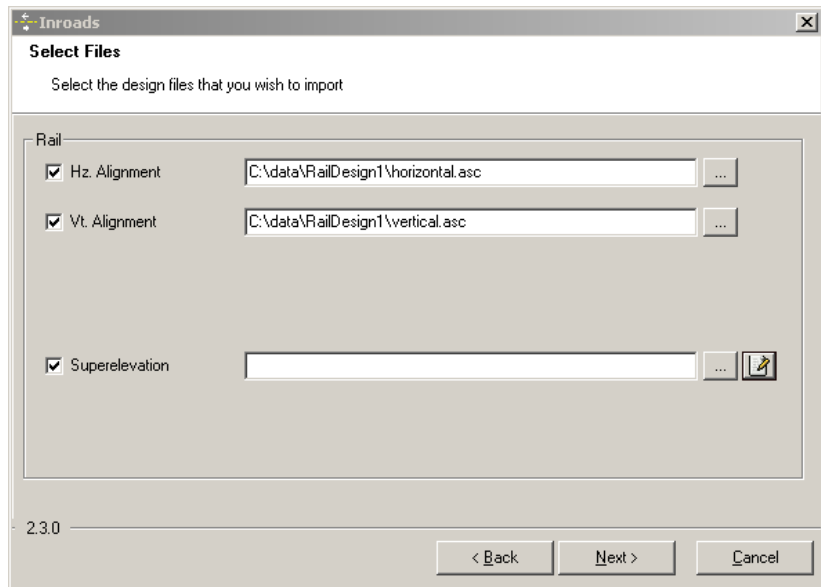 Inroads
Select Files
Select the design files that you wish to import
Rail
Hz. Alignment C:\data\RailDesign1\horizontal.asc ...
Vt. Alignment C:\data\RailDesign1\vertical.asc ...
Superelevation ...
2.3.0
< Back Next > Cancel